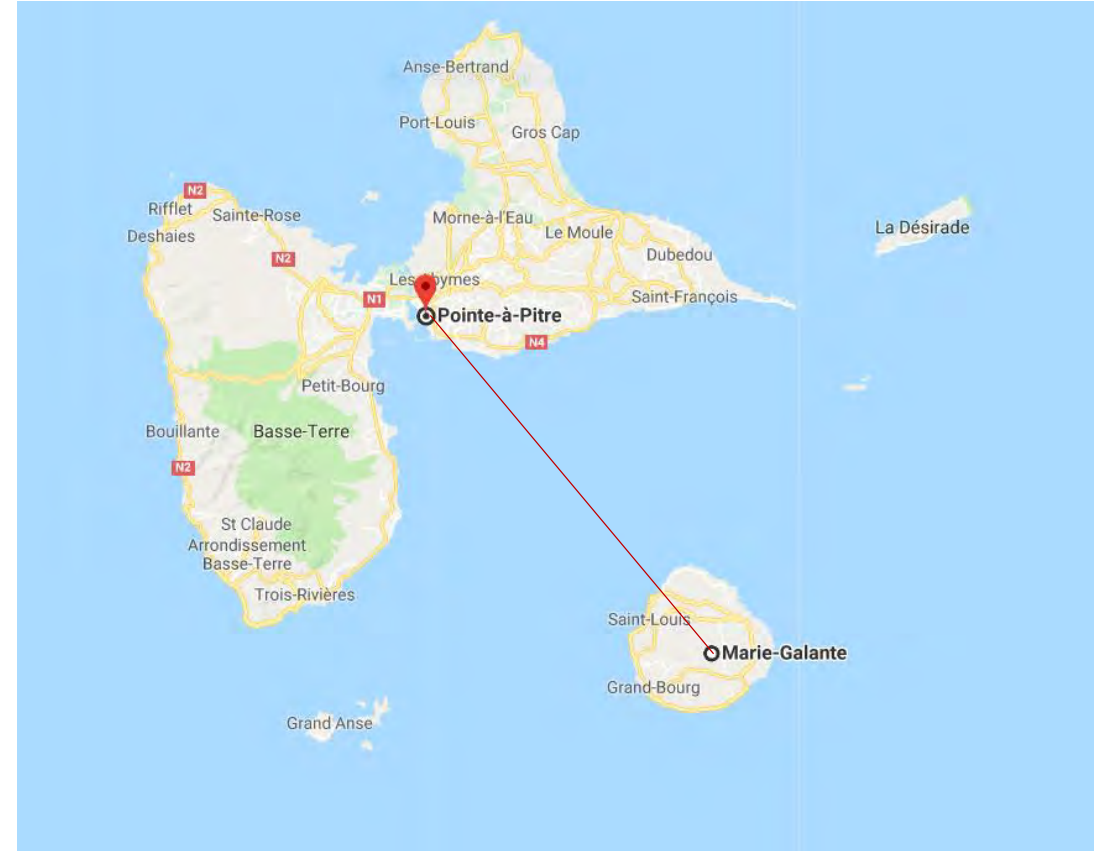 Anse-Bertrand
Port-Louis
Gros Cap
N2
Rifflet
Sainte-Rose
Morne-à-l'Eau
Le Moule
La Désirade
Deshaies
Dubedou
N2
Les Abymes
N1
Saint-François
Pointe-à-Pitre
N4
Petit-Bourg
Bouillante
Basse-Terre
N2
St Claude
Arrondissement
Basse-Terre
Trois-Rivières
Saint-Louis
Marie-Galante
Grand-Bourg
Grand Anse